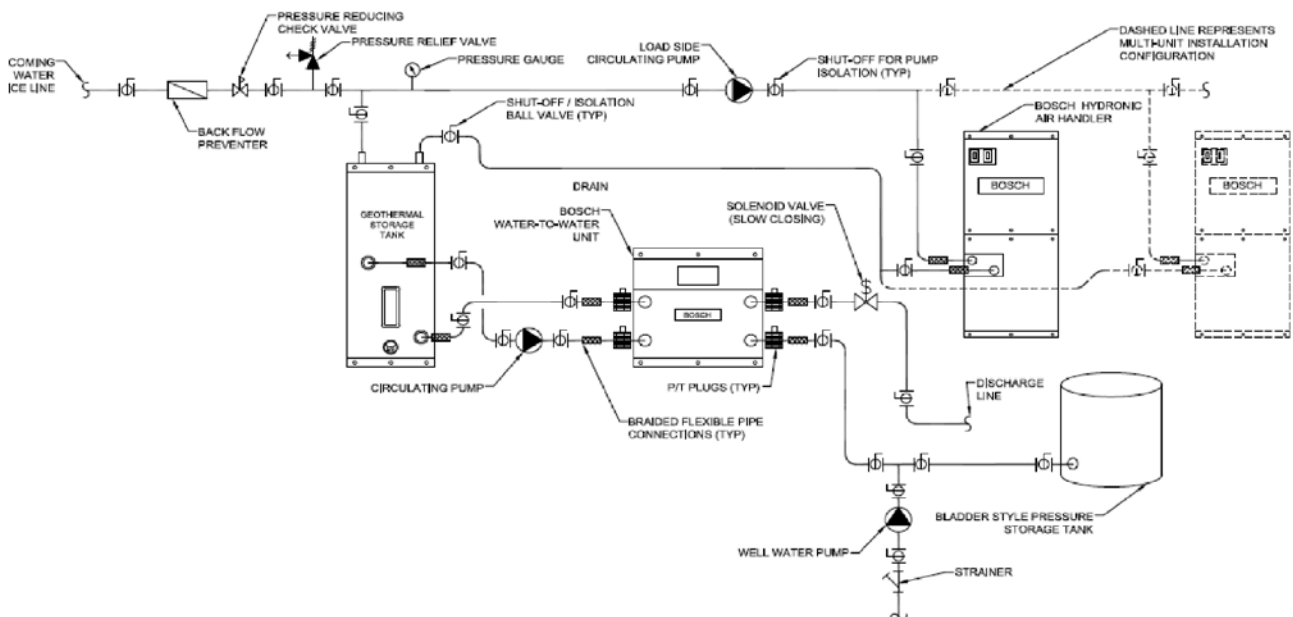 PRESSURE REDUCING
CHECK VALVE
PRESSURE RELIEF VALVE
PRESSURE GAUGE
LOAD SIDE
CIRCULATING PUMP
SHUT-OFF FOR PUMP
ISOLATION (TYP)
DASHED LINE REPRESENTS
MULTI-UNIT INSTALLATION
CONFIGURATION
COMING
WATER
ICE LINE
BACK FLOW
PREVENTER
SHUT-OFF / ISOLATION
BALL VALVE (TYP)
BOSCH HYDRONIC
AIR HANDLER
BOSCH
BOSCH
GEOTHERMAL
STORAGE
TANK
DRAIN
BOSCH
WATER-TO-WATER
UNIT
SOLENOID VALVE
(SLOW CLOSING)
S
BOSCH
CIRCULATING PUMP
P/T PLUGS (TYP)
DISCHARGE
LINE
BRAIDED FLEXIBLE PIPE
CONNECTIONS (TYP)
BLADDER STYLE PRESSURE
STORAGE TANK
WELL WATER PUMP
STRAINER